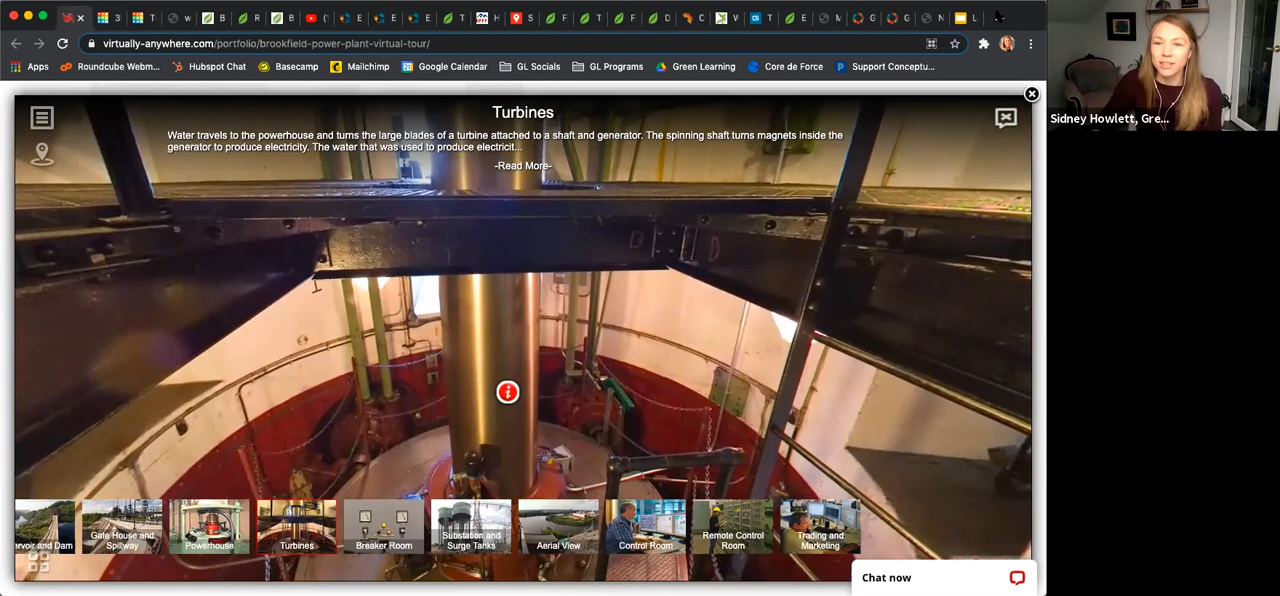 3
T
w
B
R
B
(
E
E
E
T
H
S
F
T
F
D
C
W
T
E
M
G
G
N
L
virtually-anywhere.com/portfolio/brookfield-power-plant-virtual-tour/
Apps
Roundcube Webm...
Hubspot Chat
Basecamp
Mailchimp
Google Calendar
GL Socials
GL Programs
Green Learning
Core de Force
Support Conceptu...
Turbines
Water travels to the powerhouse and turns the large blades of a turbine attached to a shaft and generator. The spinning shaft turns magnets inside the
generator to produce electricity. The water that was used to produce electricit...
-Read More-
D
D
i
ervoir and Dam
Gate House and
Spillway
Powerhouse
Turbines
Breaker Room
Substation and
Surge Tanks
Aerial View
Control Room
Remote Control
Room
Trading and
Marketing
Chat now
Sidney Howlett, Gre...